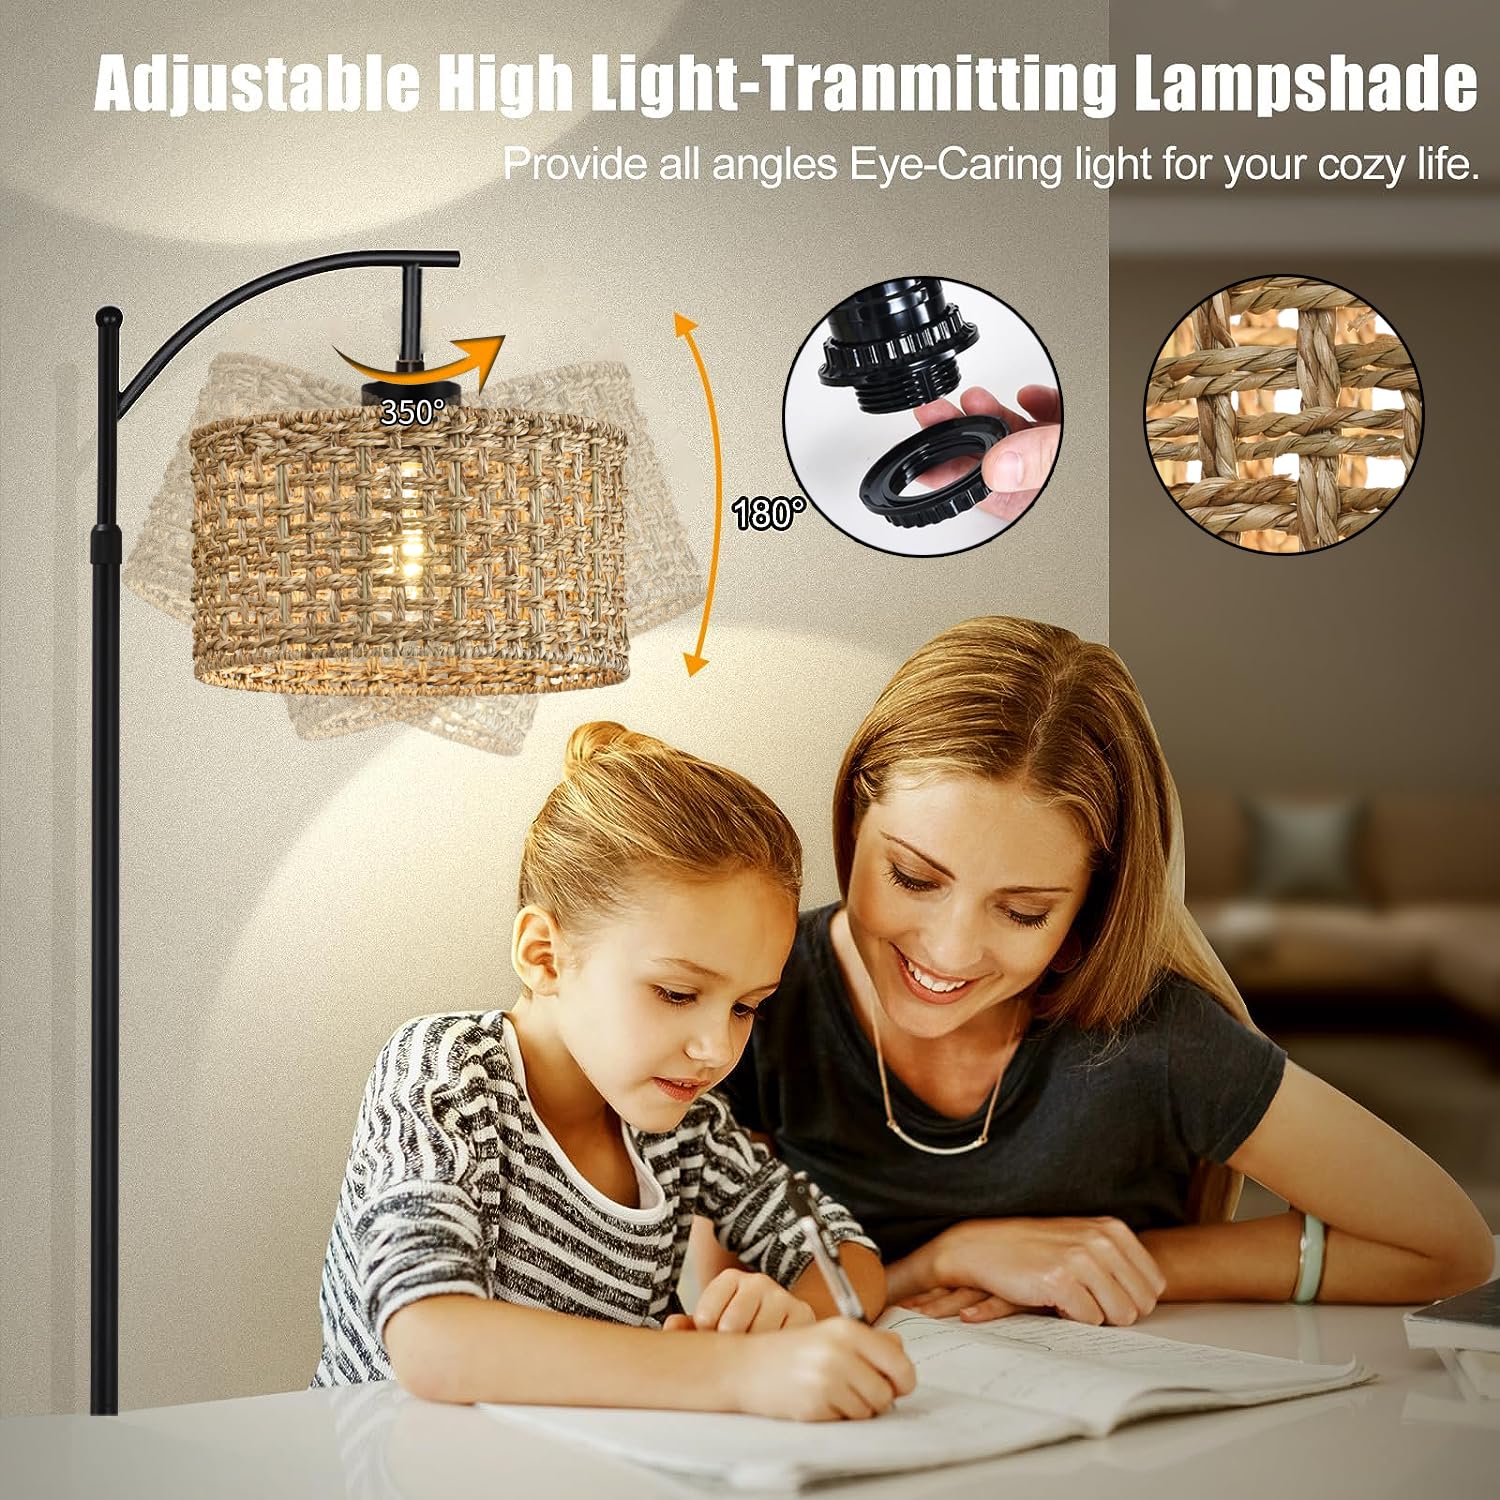 Adjustable High Light-Tranmitting Lampshade
Provide all angles Eye-Caring light for your cozy life.
350°
180°